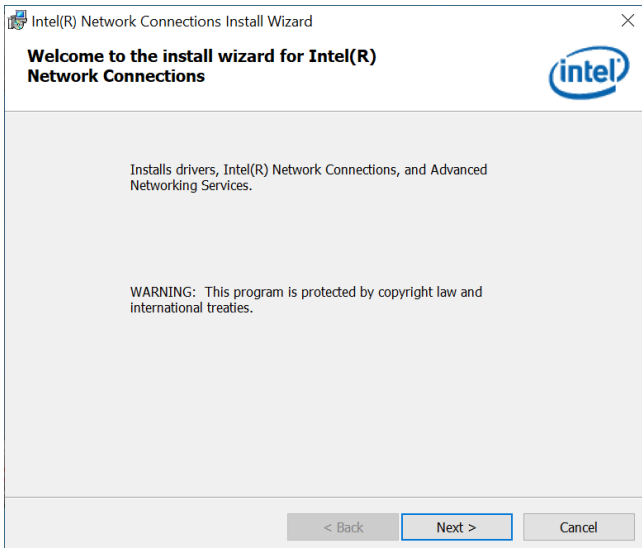 Intel(R) Network Connections Install Wizard
Welcome to the install wizard for Intel(R)
Network Connections
intel
Installs drivers, Intel(R) Network Connections, and Advanced
Networking Services.
WARNING:  This program is protected by copyright law and
international treaties.
< Back
Next >
Cancel